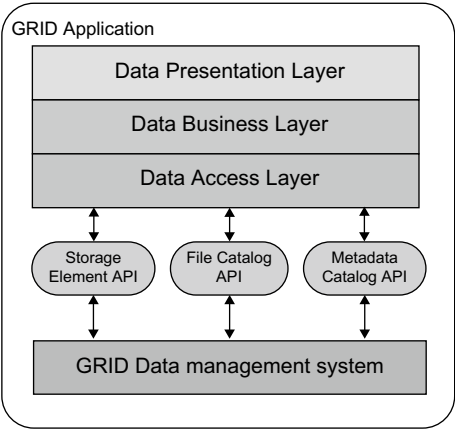 GRID Application
Data Presentation Layer
Data Business Layer
Data Access Layer
Storage
Element API
File Catalog
API
Metadata
Catalog API
GRID Data management system